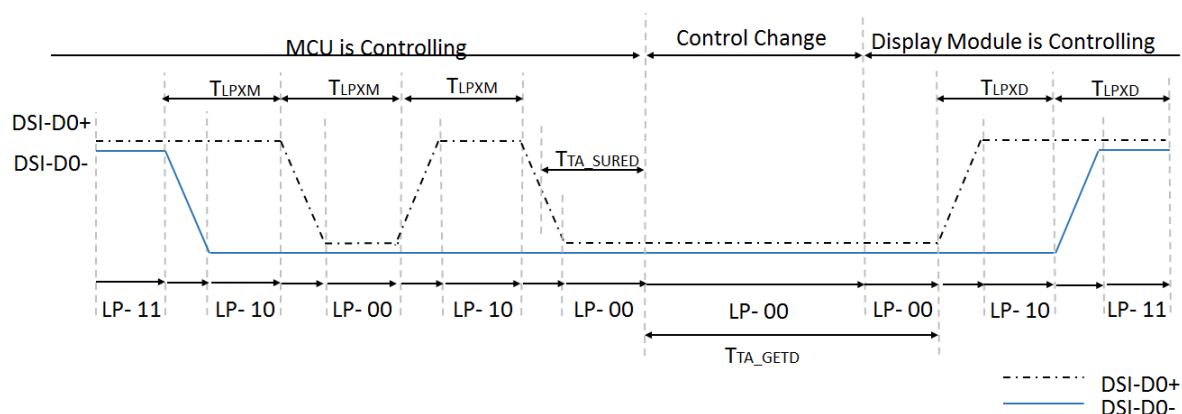 MCU is Controlling Control Change Display Module is Controlling
TLPXM TLPXM TLPXM TLPXD TLPXD
DSI-D0+
DSI-D0-
TTA_SURED
LP- 11 LP- 10 LP- 00 LP- 10 LP- 00 LP- 00 LP- 00 LP- 10 LP- 11
TTA_GETD
DSI-D0+
DSI-D0-